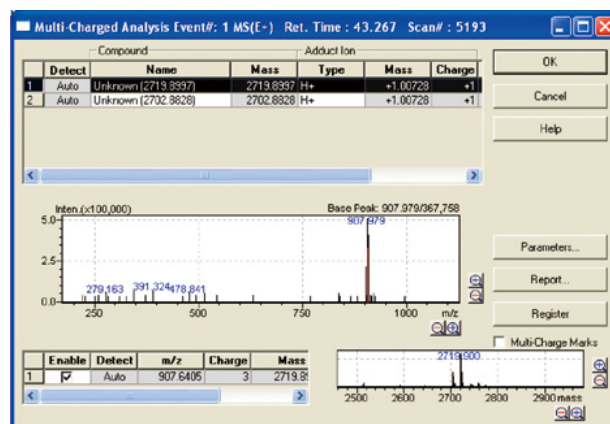 Multi-Charged Analysis Event#: 1 MS(E+) Ret. Time : 43.267 Scan# : 5193
Compound Adduct Ion
Detect Name Mass Type Mass Charge
1 Auto Unknown (2719.8997) 2719.8997 H+ +1.00728 +1
2 Auto Unknown (2702.8828) 2702.8828 H+ +1.00728 +1
OK
Cancel
Help
Inten.(x100,000) Base Peak: 907.979/367,758
5.0
2.5
0.0
907.979
279.163 391.324 478.841
250 500 750 1000 m/z
Parameters...
Report...
Register
Multi-Charge Marks
Enable Detect m/z Charge Mass
1 Auto 907.6405 3 2719.8
2719.900
2500 2600 2700 2800 2900 mass